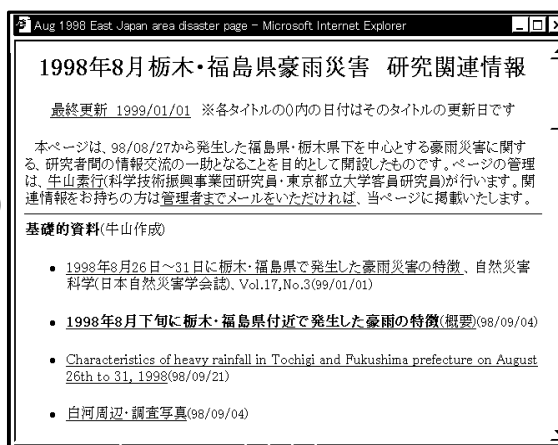 Aug 1998 East Japan area disaster page - Microsoft Internet Explorer
1998年8月栃木・福島県豪雨災害 研究関連情報
最終更新 1999/01/01 ※各タイトルの()内の日付はそのタイトルの更新日です
本ページは、98/08/27から発生した福島県・栃木県下を中心とする豪雨災害に関す
る、研究者間の情報交流の一助となることを目的として開設したものです。ページの管理
は、牛山素行(科学技術振興事業団研究員・東京都立大学客員研究員)が行います。関
連情報をお持ちの方は管理者までメールをいただければ、当ページに掲載いたします。
基礎的資料(牛山作成)
• 1998年8月26日～31日に栃木・福島県で発生した豪雨災害の特徴、自然災害
科学(日本自然災害学会誌)、Vol.17,No.3(99/01/01)
• 1998年8月下旬に栃木・福島県付近で発生した豪雨の特徴(概要)(98/09/04)
• Characteristics of heavy rainfall in Tochigi and Fukushima prefecture on August
26th to 31, 1998(98/09/21)
• 白河周辺・調査写真(98/09/04)